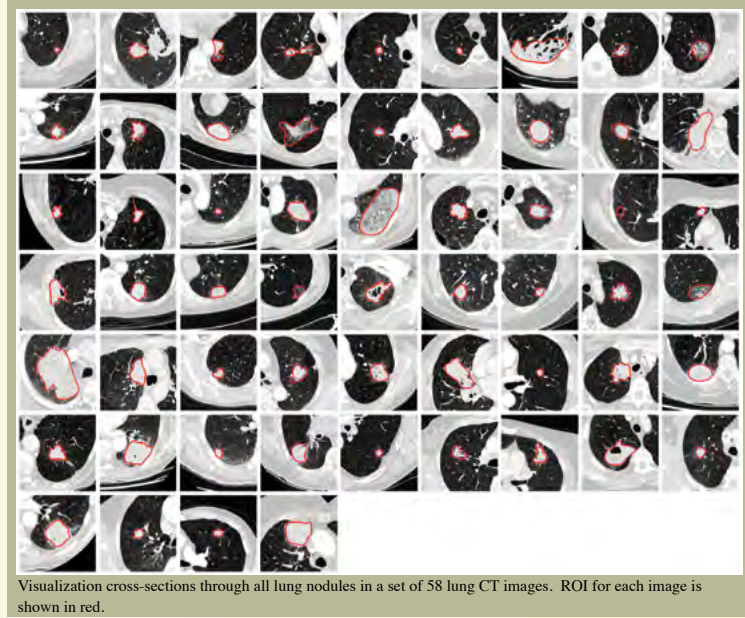 Visualization cross-sections through all lung nodules in a set of 58 lung CT images.  ROI for each image is
shown in red.